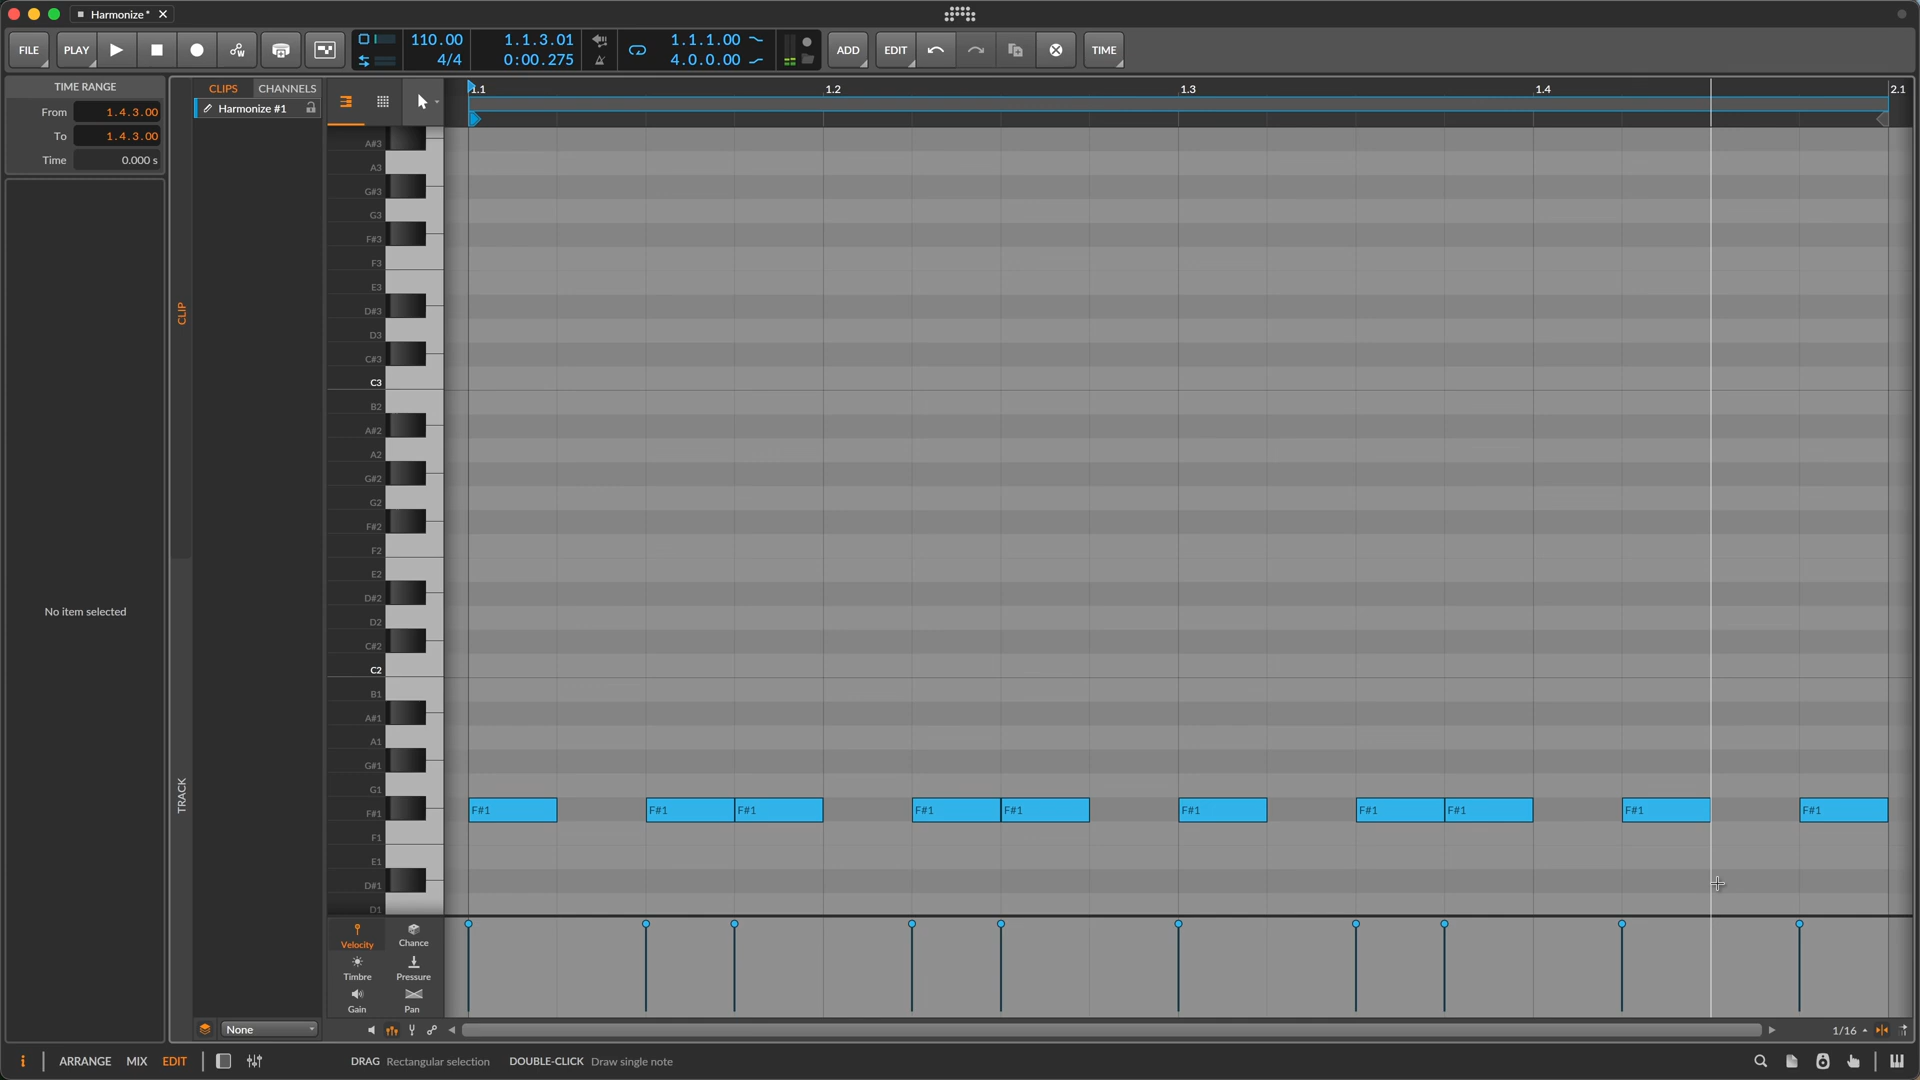 Harmonize*
FILE
PLAY
110.00
4/4
1.1.3.01
0:00.275
1.1.1.00
4.0.0.00
ADD
EDIT
TIME
TIME RANGE
From 1.4.3.00
To 1.4.3.00
Time 0.000 s
No item selected
CLIP
TRACK
CLIPS CHANNELS
Harmonize #1
1.1 1.2 1.3 1.4 2.1
A#3
A3
G#3
G3
F#3
F3
E3
D#3
D3
C#3
C3
B2
A#2
A2
G#2
G2
F#2
F2
E2
D#2
D2
C#2
C2
B1
A#1
A1
G#1
G1
F#1
F1
E1
D#1
D1
F#1 F#1 F#1 F#1 F#1 F#1 F#1 F#1 F#1 F#1
Velocity Chance
Timbre Pressure
Gain Pan
None
1/16
i ARRANGE MIX EDIT
DRAG Rectangular selection DOUBLE-CLICK Draw single note